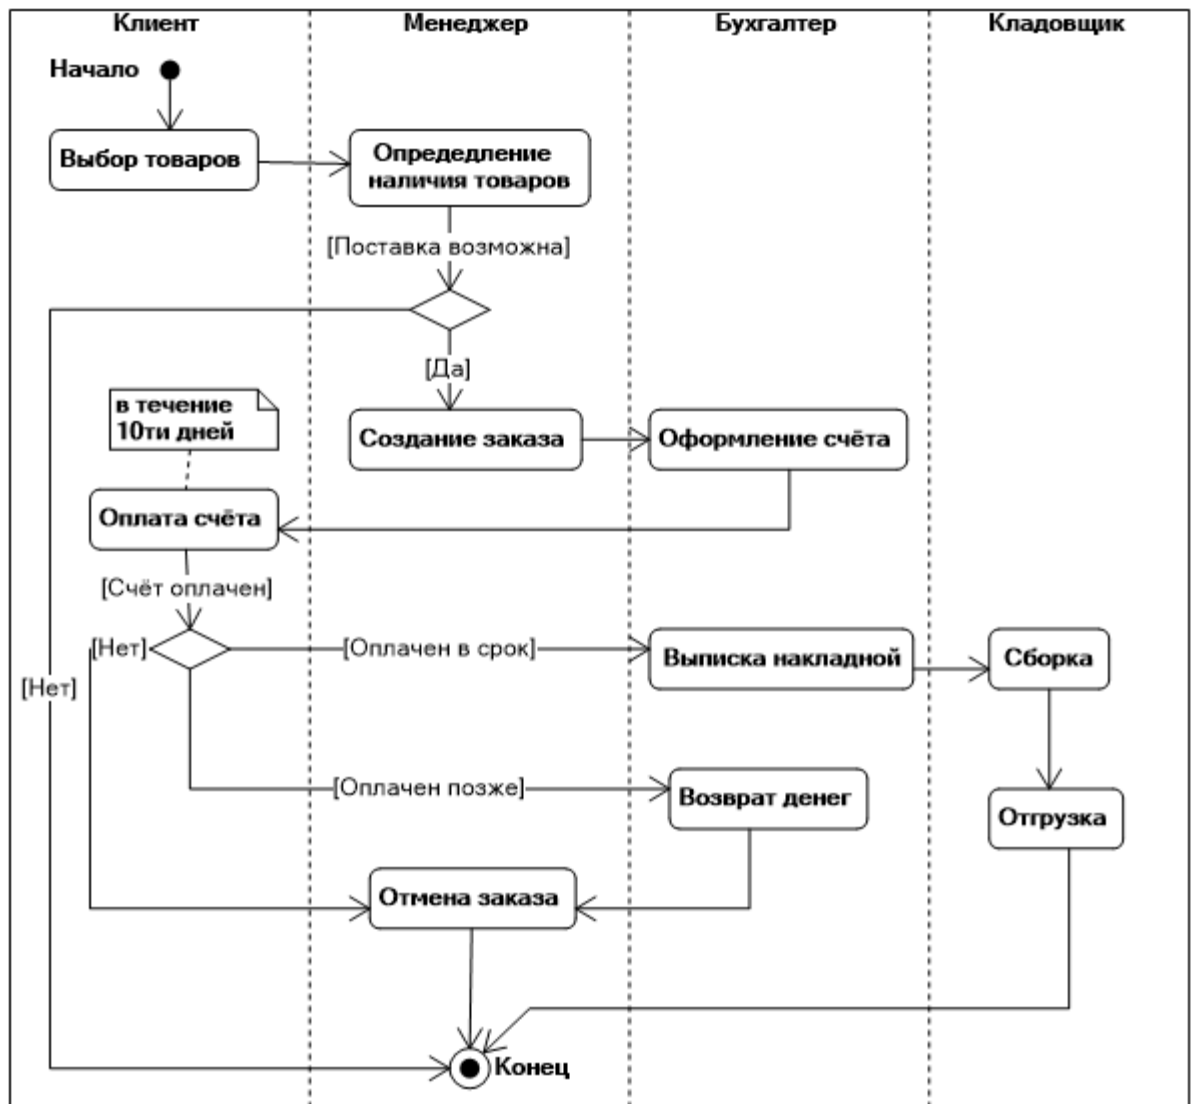 Клиент
Менеджер
Бухгалтер
Кладовщик
Начало
Выбор товаров
Опредедление
наличия товаров
[Поставка возможна]
[Да]
в течение
10ти дней
Создание заказа
Оформление счёта
Оплата счёта
[Счёт оплачен]
[Нет]
[Оплачен в срок]
Выписка накладной
Сборка
[Нет]
[Оплачен позже]
Возврат денег
Отгрузка
Отмена заказа
Конец